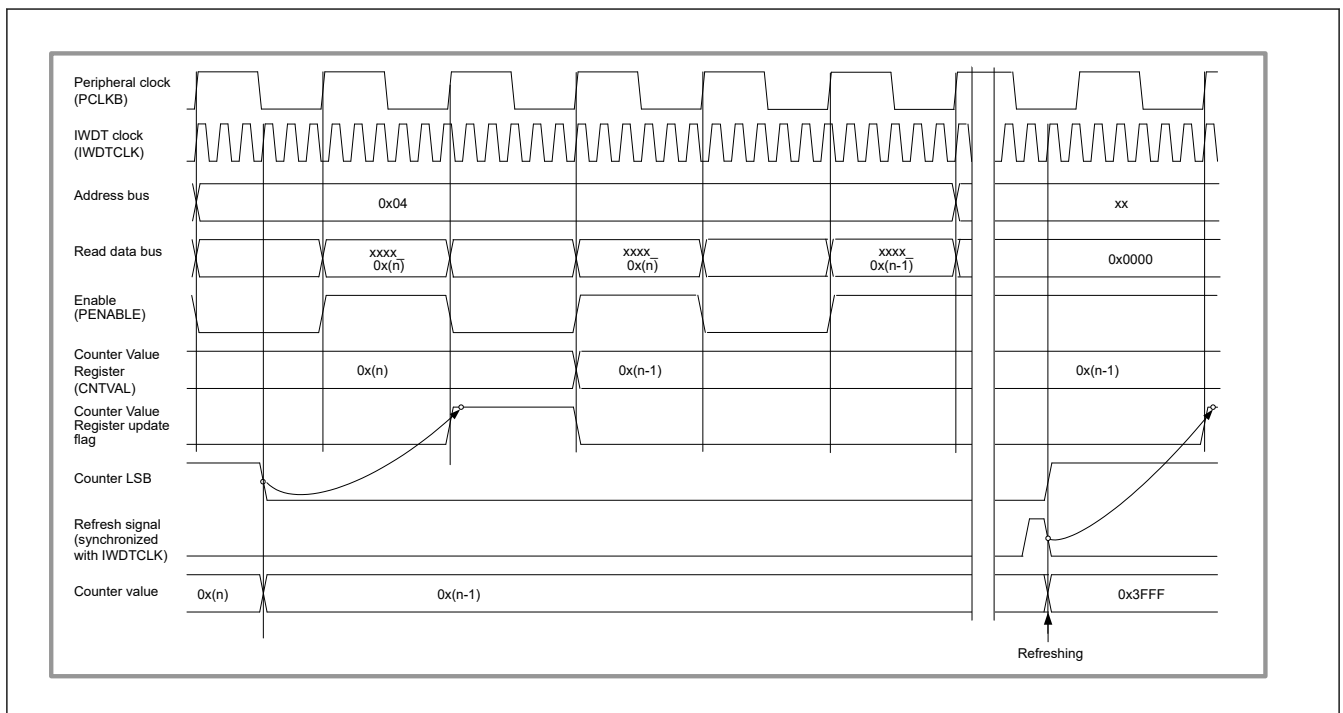 Peripheral clock
(PCLKB)
IWDT clock
(IWDTCLK)
Address bus
0x04
xx
Read data bus
xxxx_
0x(n)
xxxx_
0x(n)
xxxx_
0x(n-1)
0x0000
Enable
(PENABLE)
Counter Value
Register
(CNTVAL)
0x(n)
0x(n-1)
0x(n-1)
Counter Value
Register update
flag
Counter LSB
Refresh signal
(synchronized
with IWDTCLK)
Counter value
0x(n)
0x(n-1)
0x3FFF
Refreshing